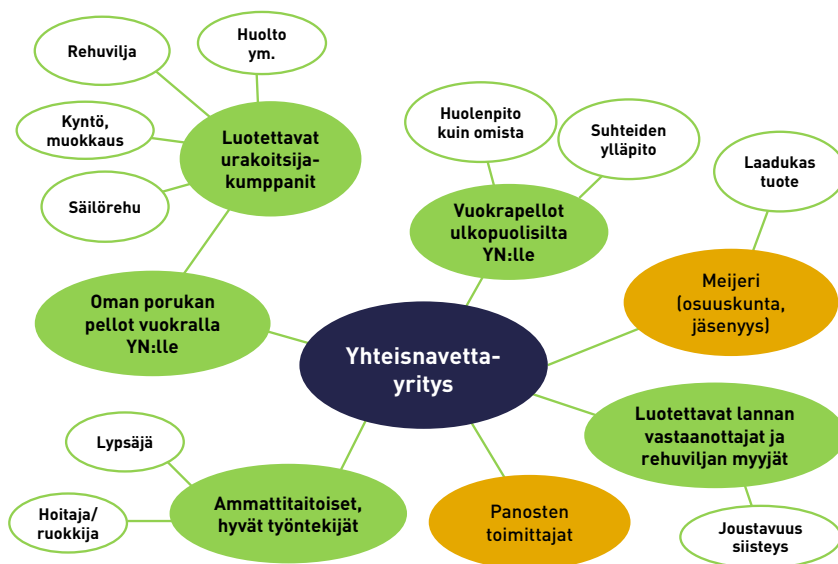 Huolto
ym.
Rehuvilja
Kyntö,
muokkaus
Säilörehu
Luotettavat
urakoitsija-
kumppanit
Huolenpito
kuin omista
Suhteiden
ylläpito
Laadukas
tuote
Vuokrapellot
ulkopuolisilta
YN:lle
Meijeri
(osuuskunta,
jäsenyys)
Oman porukan
pellot vuokralla
YN:lle
Yhteisnavetta-
yritys
Luotettavat lannan
vastaanottajat ja
rehuviljan myyjät
Lypsäjä
Hoitaja/
ruokkija
Ammattitaitoiset,
hyvät työntekijät
Panosten
toimittajat
Joustavuus
siisteys